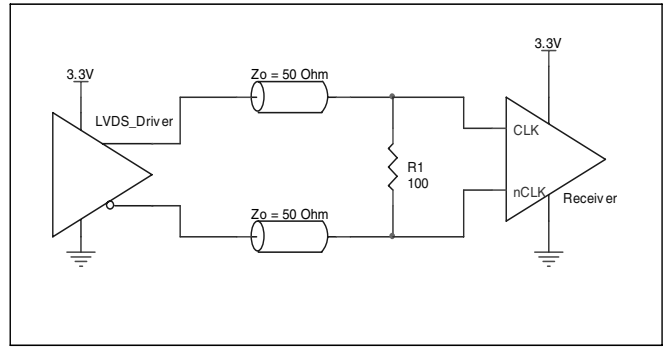 3.3V
3.3V
Zo = 50 Ohm
LVDS_Driver
CLK
R1
100
nCLK
Receiver
Zo = 50 Ohm